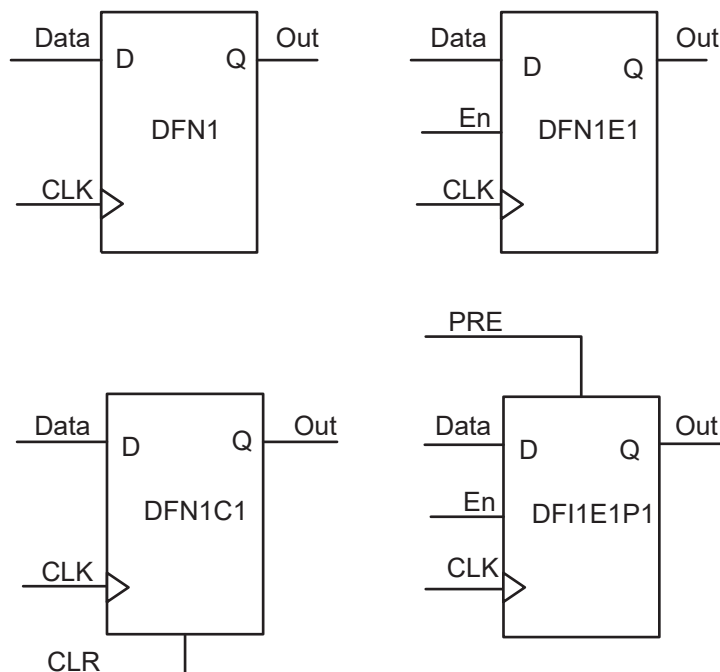 Data
Out
D
Q
DFN1
CLK
Data
Out
D
Q
En
DFN1E1
CLK
Data
Out
D
Q
DFN1C1
CLK
CLR
PRE
Data
Out
D
Q
En
DFI1E1P1
CLK